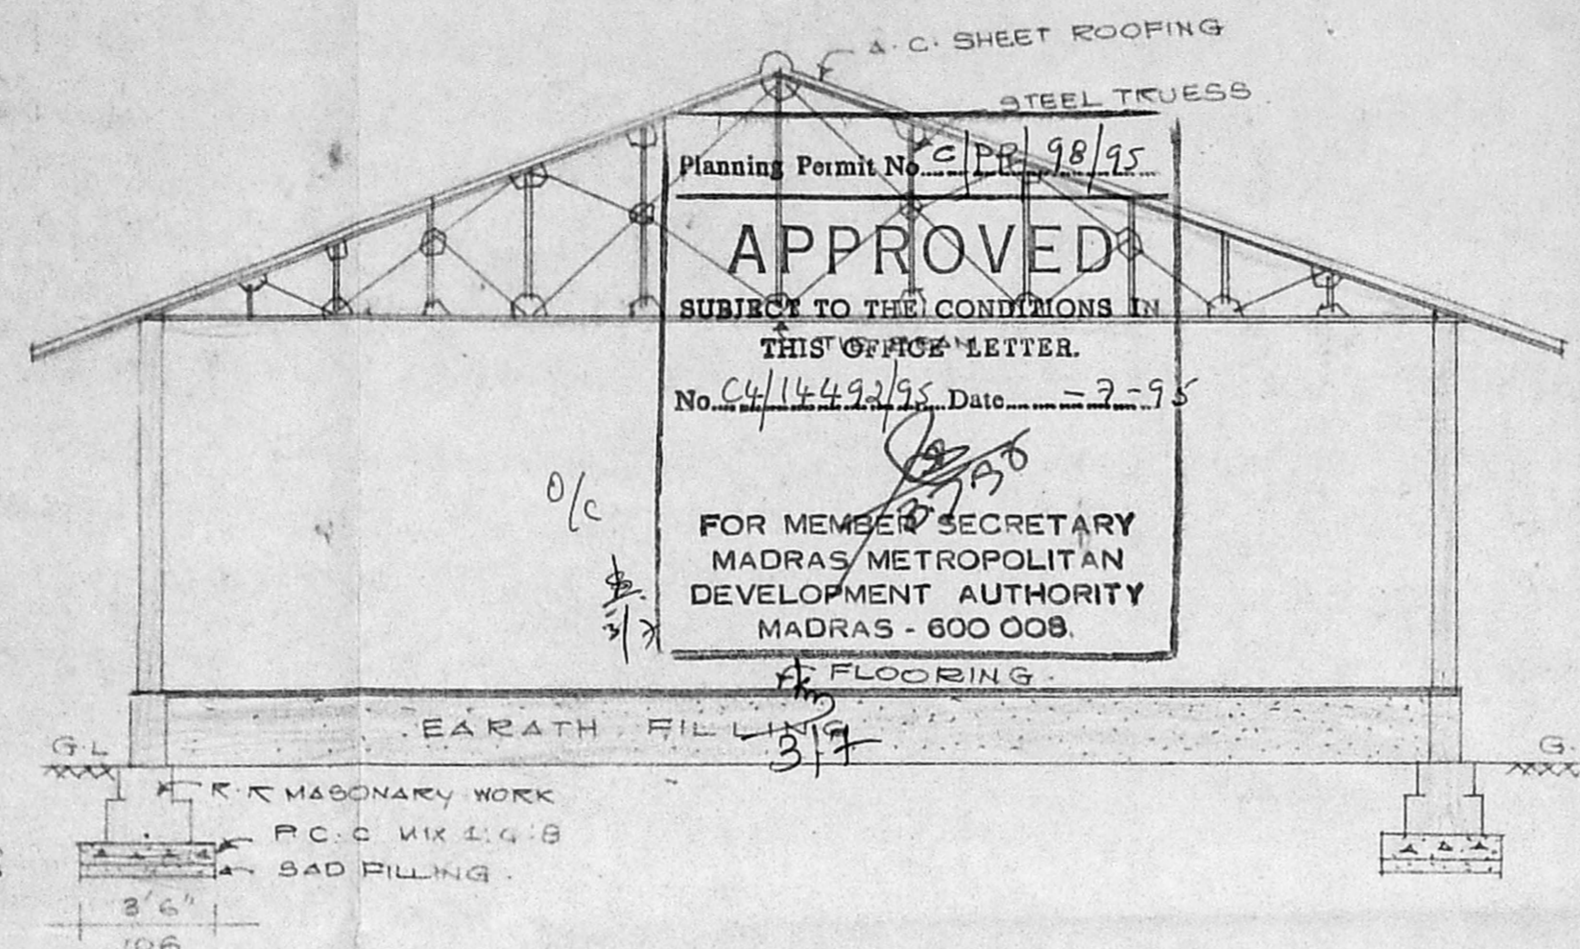 A.C. SHEET ROOFING
STEEL TRUESS
Planning Permit No. C/PP/98/95
APPROVED
SUBJECT TO THE CONDITIONS IN
THIS OFFICE LETTER.
No. C4/14492/95 Date -7-95
O/C
3/7
FOR MEMBER SECRETARY
MADRAS METROPOLITAN
DEVELOPMENT AUTHORITY
MADRAS - 600 008.
FLOORING.
EARATH FILLING
3/7
G.L
G.
R.R MASONARY WORK
P.C.C MIX 1:4:8
SAD FILLING.
3'6"